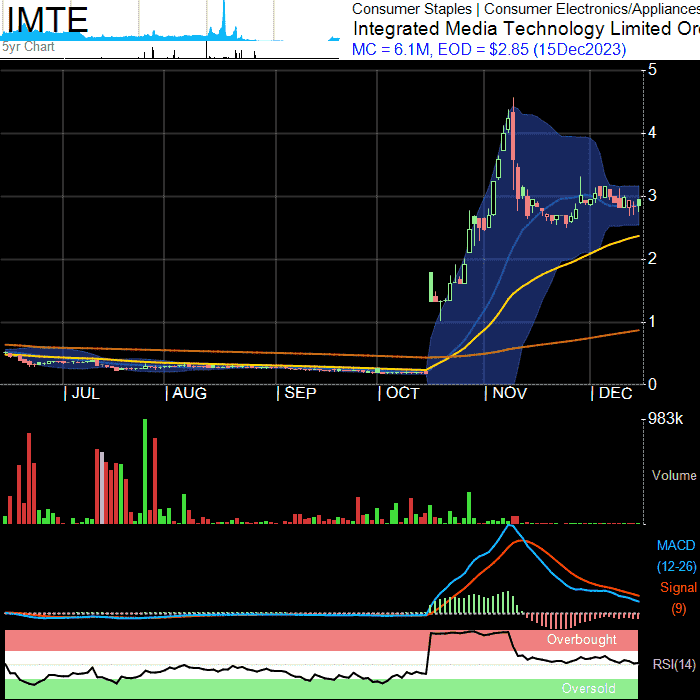 IMTE
5yr Chart
Consumer Staples | Consumer Electronics/Appliances
Integrated Media Technology Limited Or
MC = 6.1M, EOD = $2.85 (15Dec2023)
5
4
3
2
1
0
JUL AUG SEP OCT NOV DEC
983k
Volume
MACD
(12-26)
Signal
(9)
Overbought
RSI(14)
Oversold